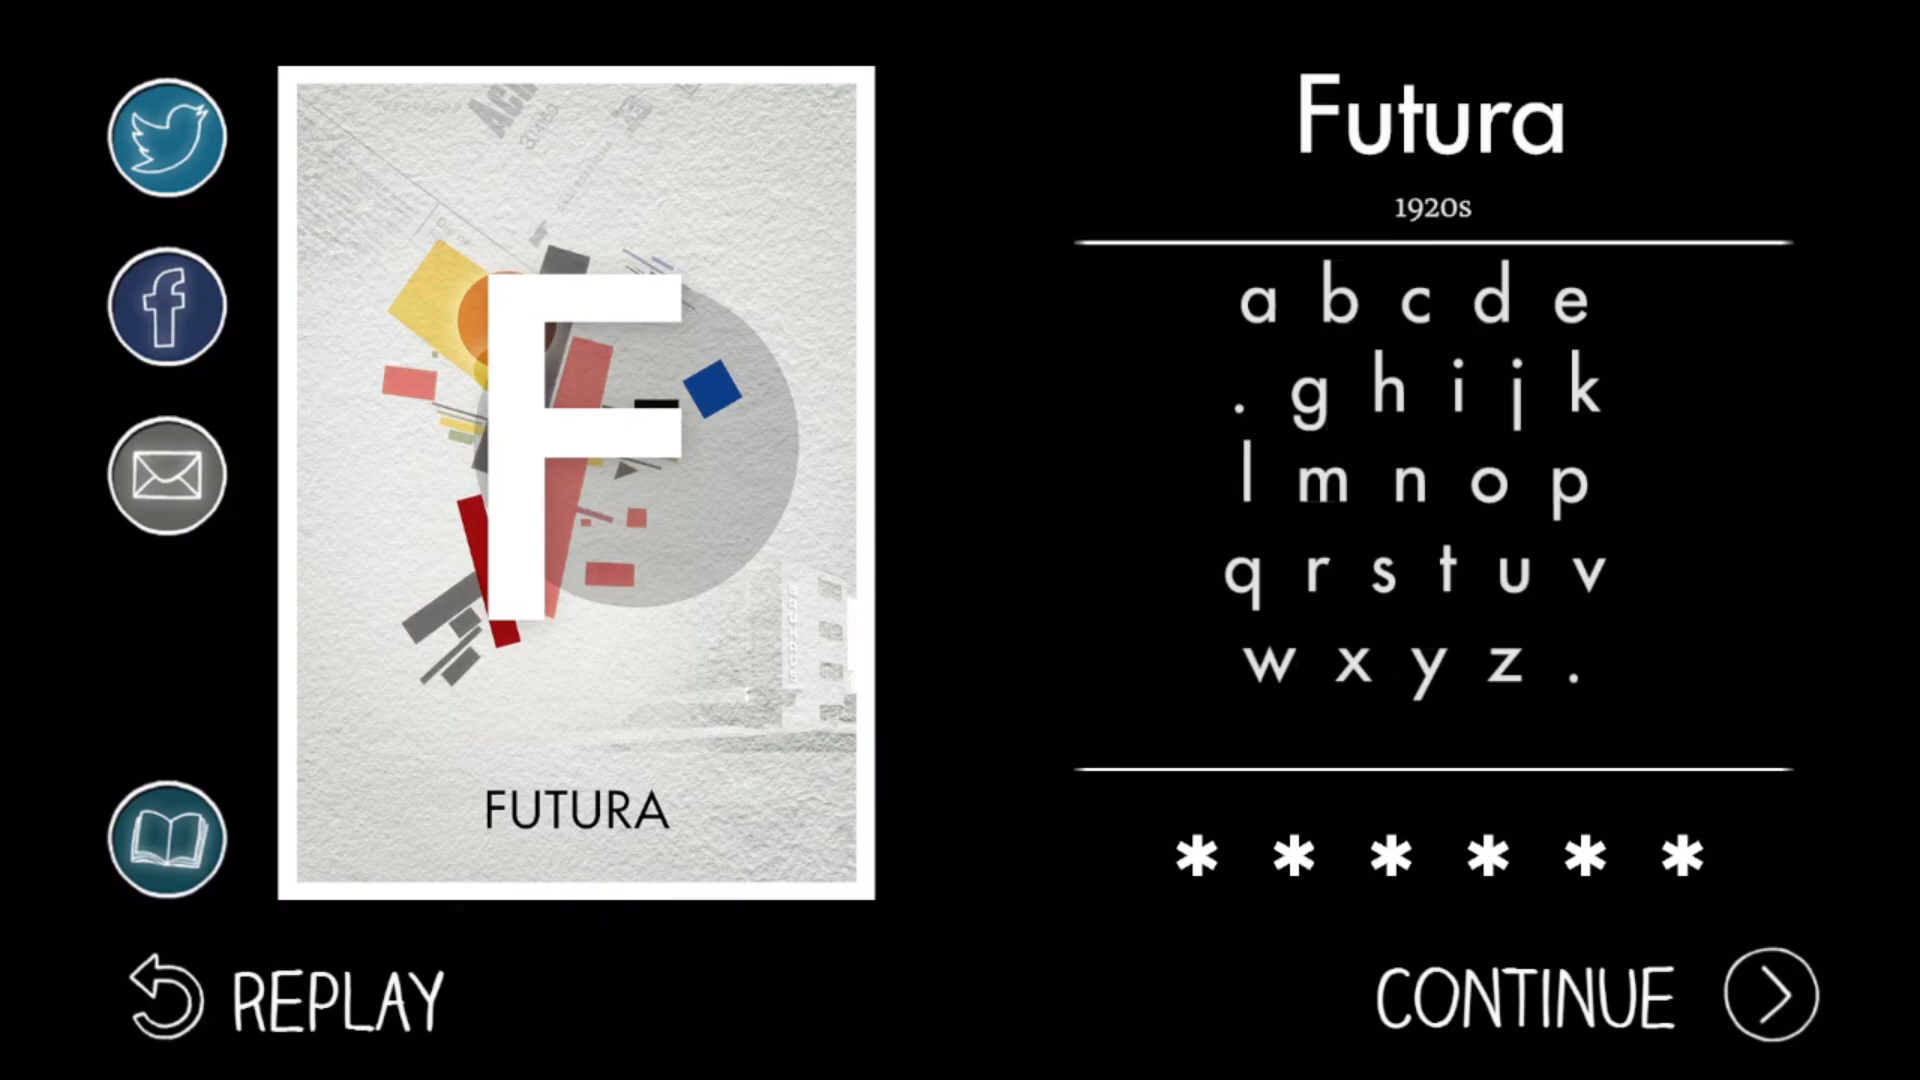 Futura
1920s
a b c d e
. g h i j k
l m n o p
q r s t u v
w x y z .
* * * * * *
F
FUTURA
REPLAY
CONTINUE